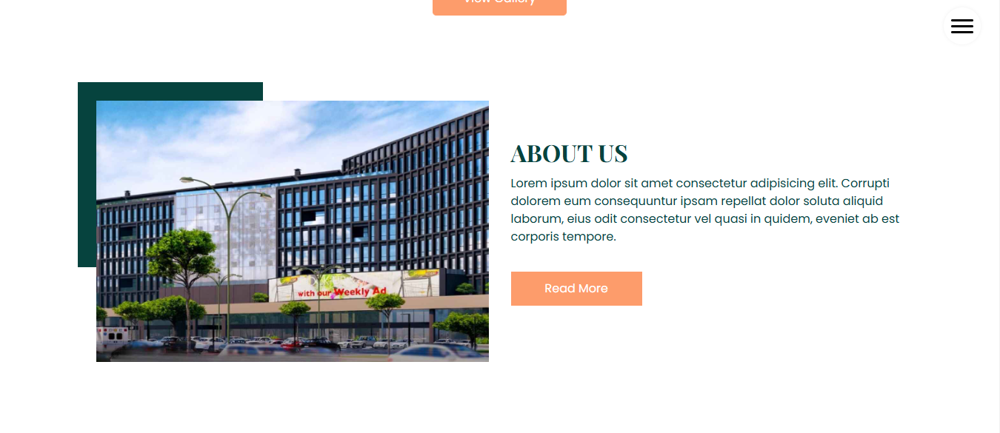 View Gallery
ABOUT US
Lorem ipsum dolor sit amet consectetur adipisicing elit. Corrupti
dolorem eum consequuntur ipsam repellat dolor soluta aliquid
laborum, eius odit consectetur vel quasi in quidem, eveniet ab est
corporis tempore.
with our Weekly Ad
Read More